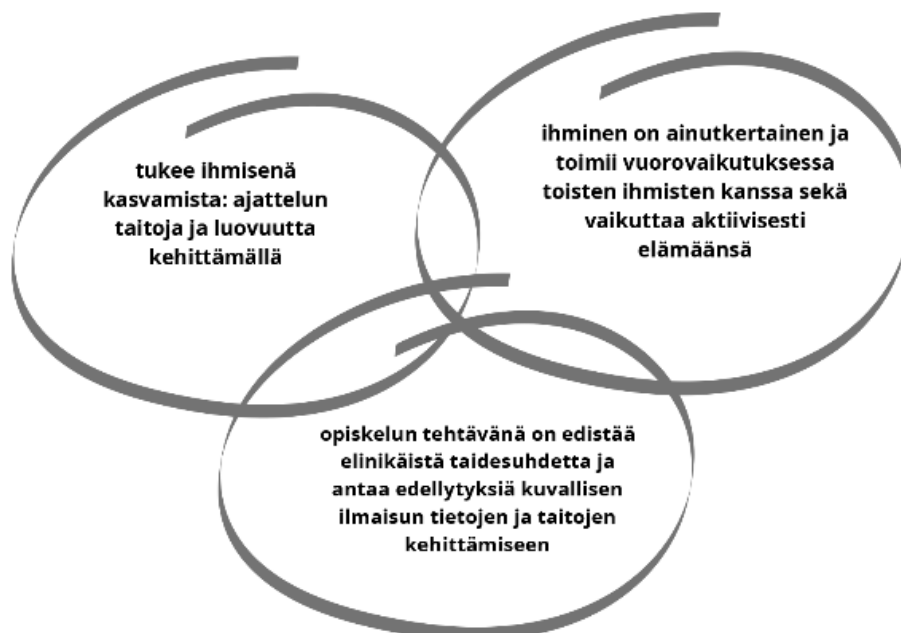 tukee ihmisenä
kasvamista: ajattelun
taitoja ja luovuutta
kehittämällä
ihminen on ainutkertainen ja
toimii vuorovaikutuksessa
toisten ihmisten kanssa sekä
vaikuttaa aktiivisesti
elämäänsä
opiskelun tehtävänä on edistää
elinikäistä taidesuhdetta ja
antaa edellytyksiä kuvallisen
ilmaisun tietojen ja taitojen
kehittämiseen